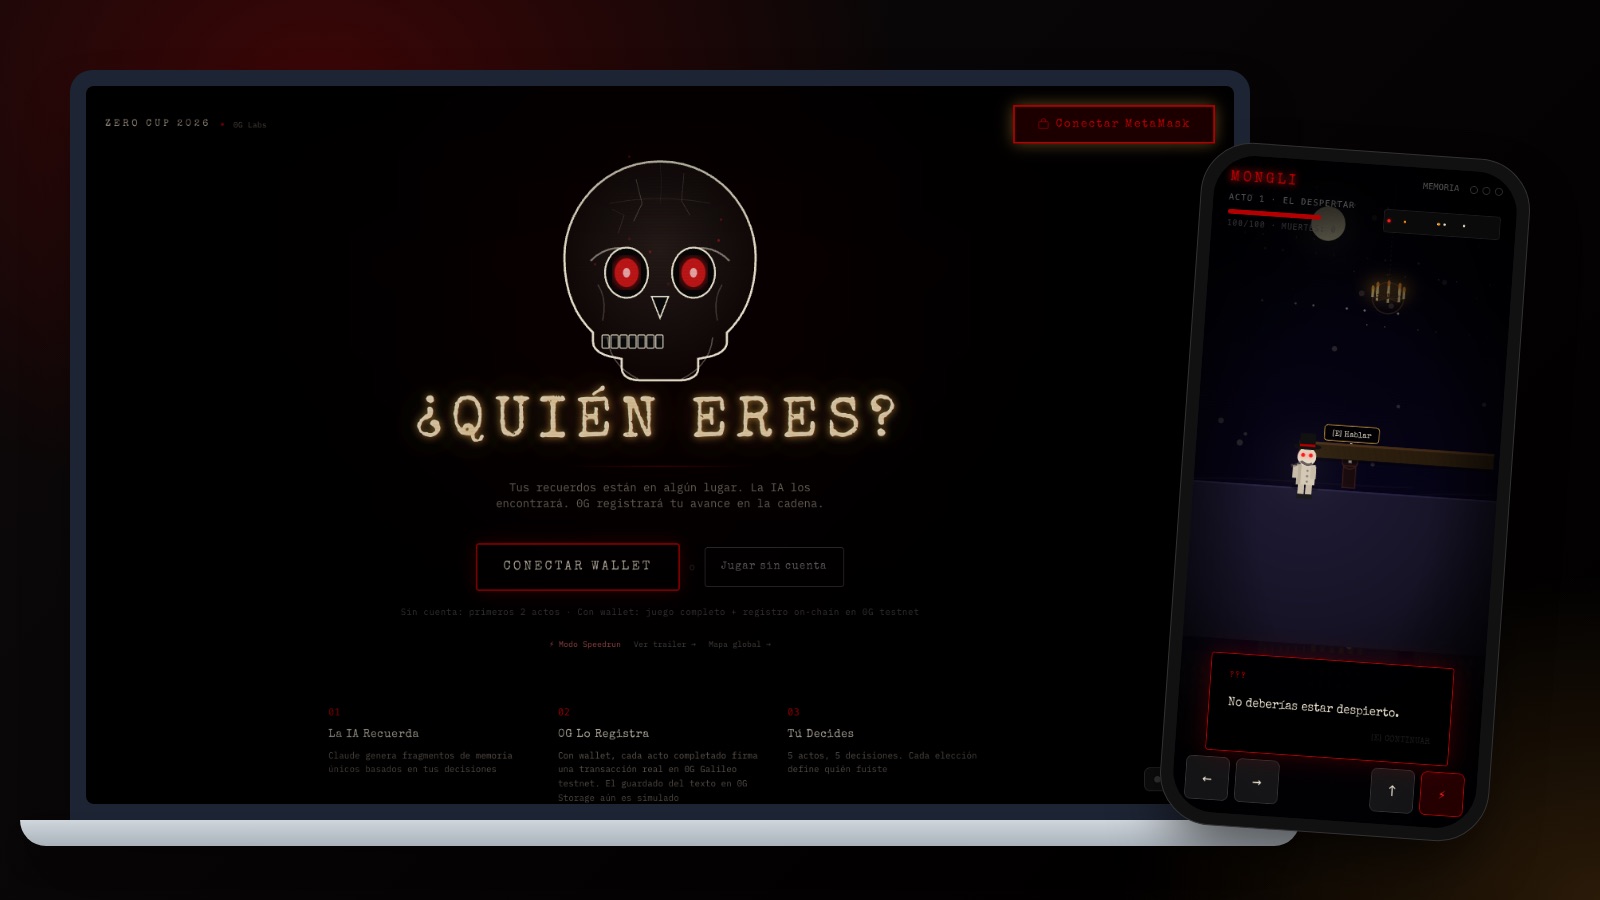 ZERO CUP 2026 • 0G Labs
Conectar MetaMask
¿QUIÉN ERES?
Tus recuerdos están en algún lugar. La IA los
encontrará. 0G registrará tu avance en la cadena.
CONECTAR WALLET
o
Jugar sin cuenta
Sin cuenta: primeros 2 actos · Con wallet: juego completo + registro on-chain en 0G testnet
⚡ Modo Speedrun
Ver trailer →
Mapa global →
01
La IA Recuerda
Claude genera fragmentos de memoria
únicos basados en tus decisiones
02
0G Lo Registra
Con wallet, cada acto completado firma
una transacción real en 0G Galileo
testnet. El guardado del texto en 0G
Storage aún es simulado
03
Tú Decides
5 actos, 5 decisiones. Cada elección
define quién fuiste
MONGLI
MEMORIA
ACTO 1 · EL DESPERTAR
100/100 · MUERTES
[E] Hablar
???
No deberías estar despierto.
[E] CONTINUAR
← → ↑ ⚡